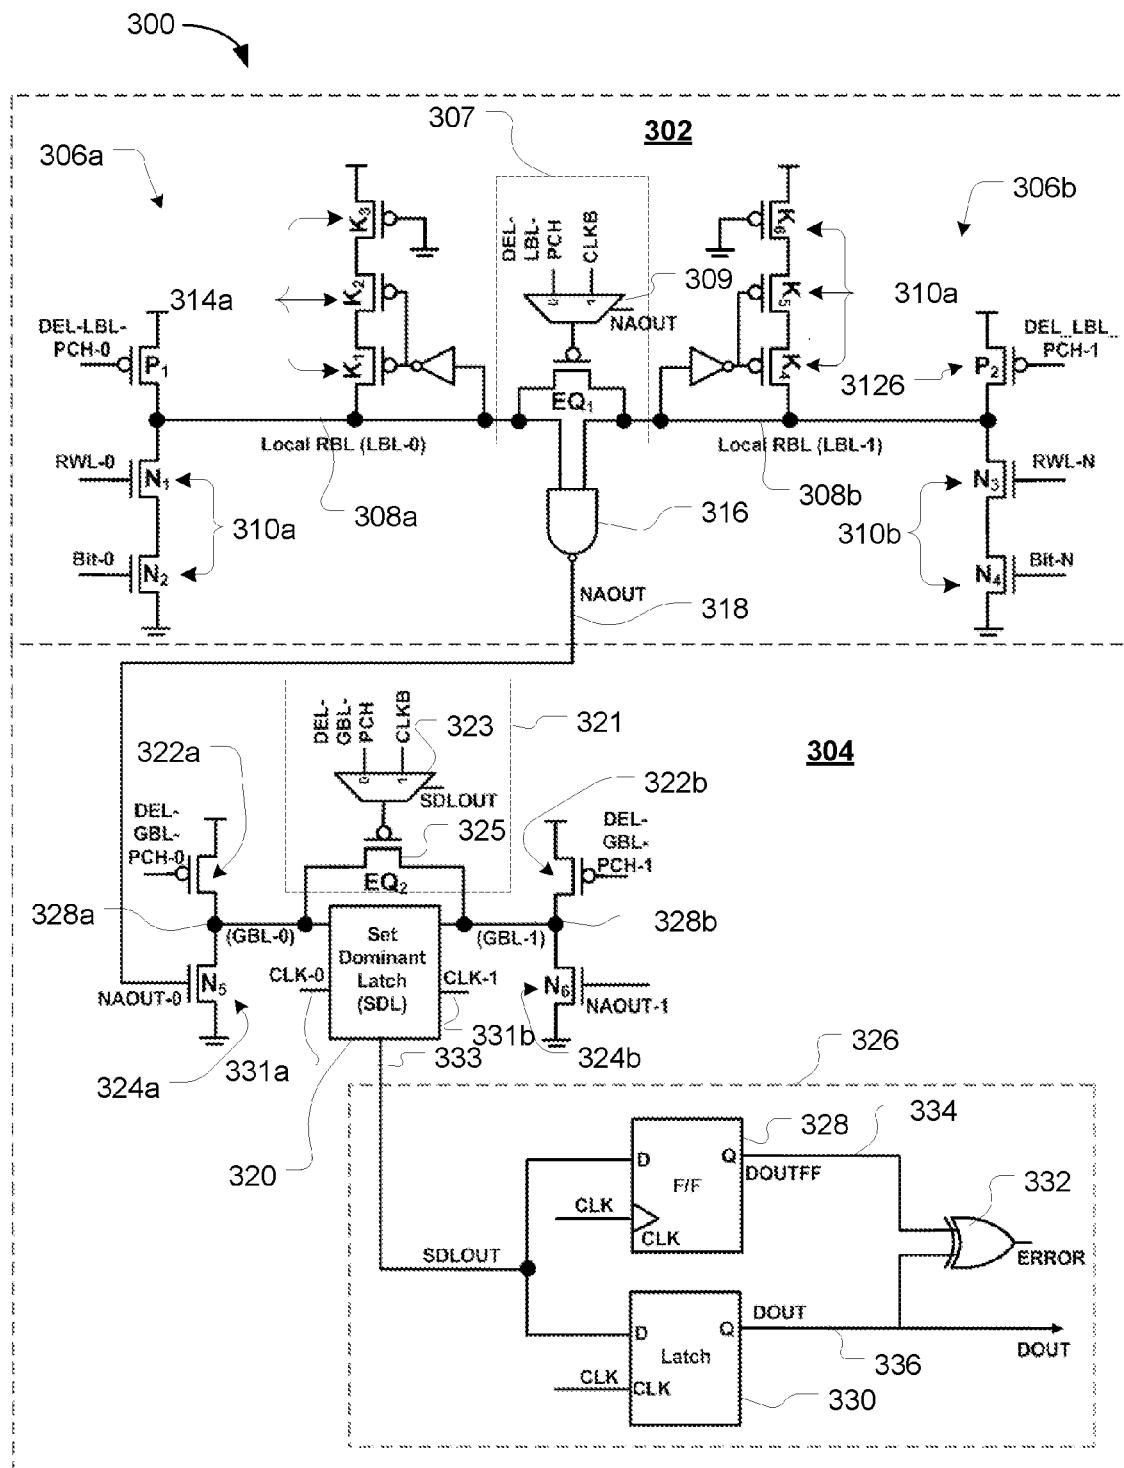 300
302
307
306a
306b
K3
K6
DEL-
LBL-
PCH
CLKB
0
1
309
NAOUT
314a
K2
K5
310a
DEL-LBL-
PCH-0
P1
K1
EQ1
K4
3126
P2
DEL_LBL_
PCH-1
Local RBL (LBL-0)
Local RBL (LBL-1)
RWL-0
N1
308a
308b
N3
RWL-N
310a
316
310b
Bit-0
N2
N4
Bit-N
NAOUT
318
304
321
DEL-
GBL-
PCH
CLKB
0
1
323
SDLOUT
322a
322b
DEL-
GBL-
PCH-0
325
DEL-
GBL-
PCH-1
EQ2
328a
(GBL-0)
(GBL-1)
328b
Set
Dominant
Latch
(SDL)
CLK-0
CLK-1
NAOUT-0
N5
N6
NAOUT-1
324a
331a
331b
333
324b
326
320
328
334
D
Q
F/F
DOUTFF
CLK
CLK
332
SDLOUT
ERROR
D
Q
Latch
DOUT
DOUT
CLK
CLK
336
330